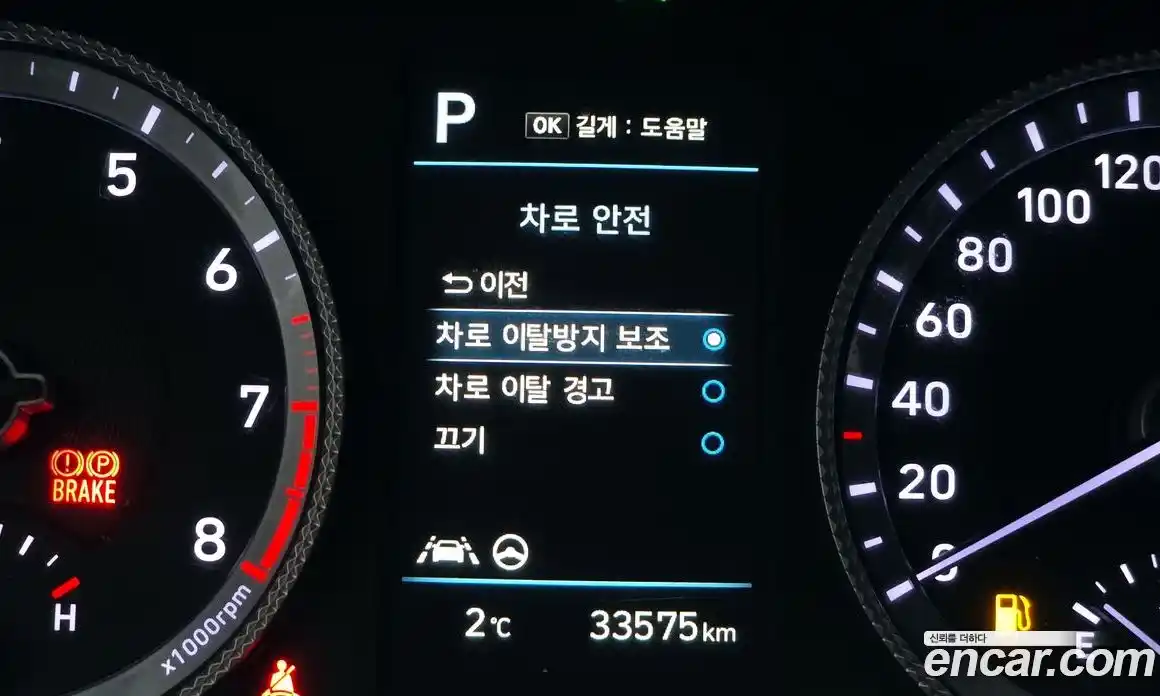 P
OK 길게 : 도움말
차로 안전
이전
차로 이탈방지 보조
차로 이탈 경고
끄기
2℃ 33575km
5
6
7
8
x1000rpm
H
P
BRAKE
120
100
80
60
40
20
0
E
신뢰를 더하다
encar.com